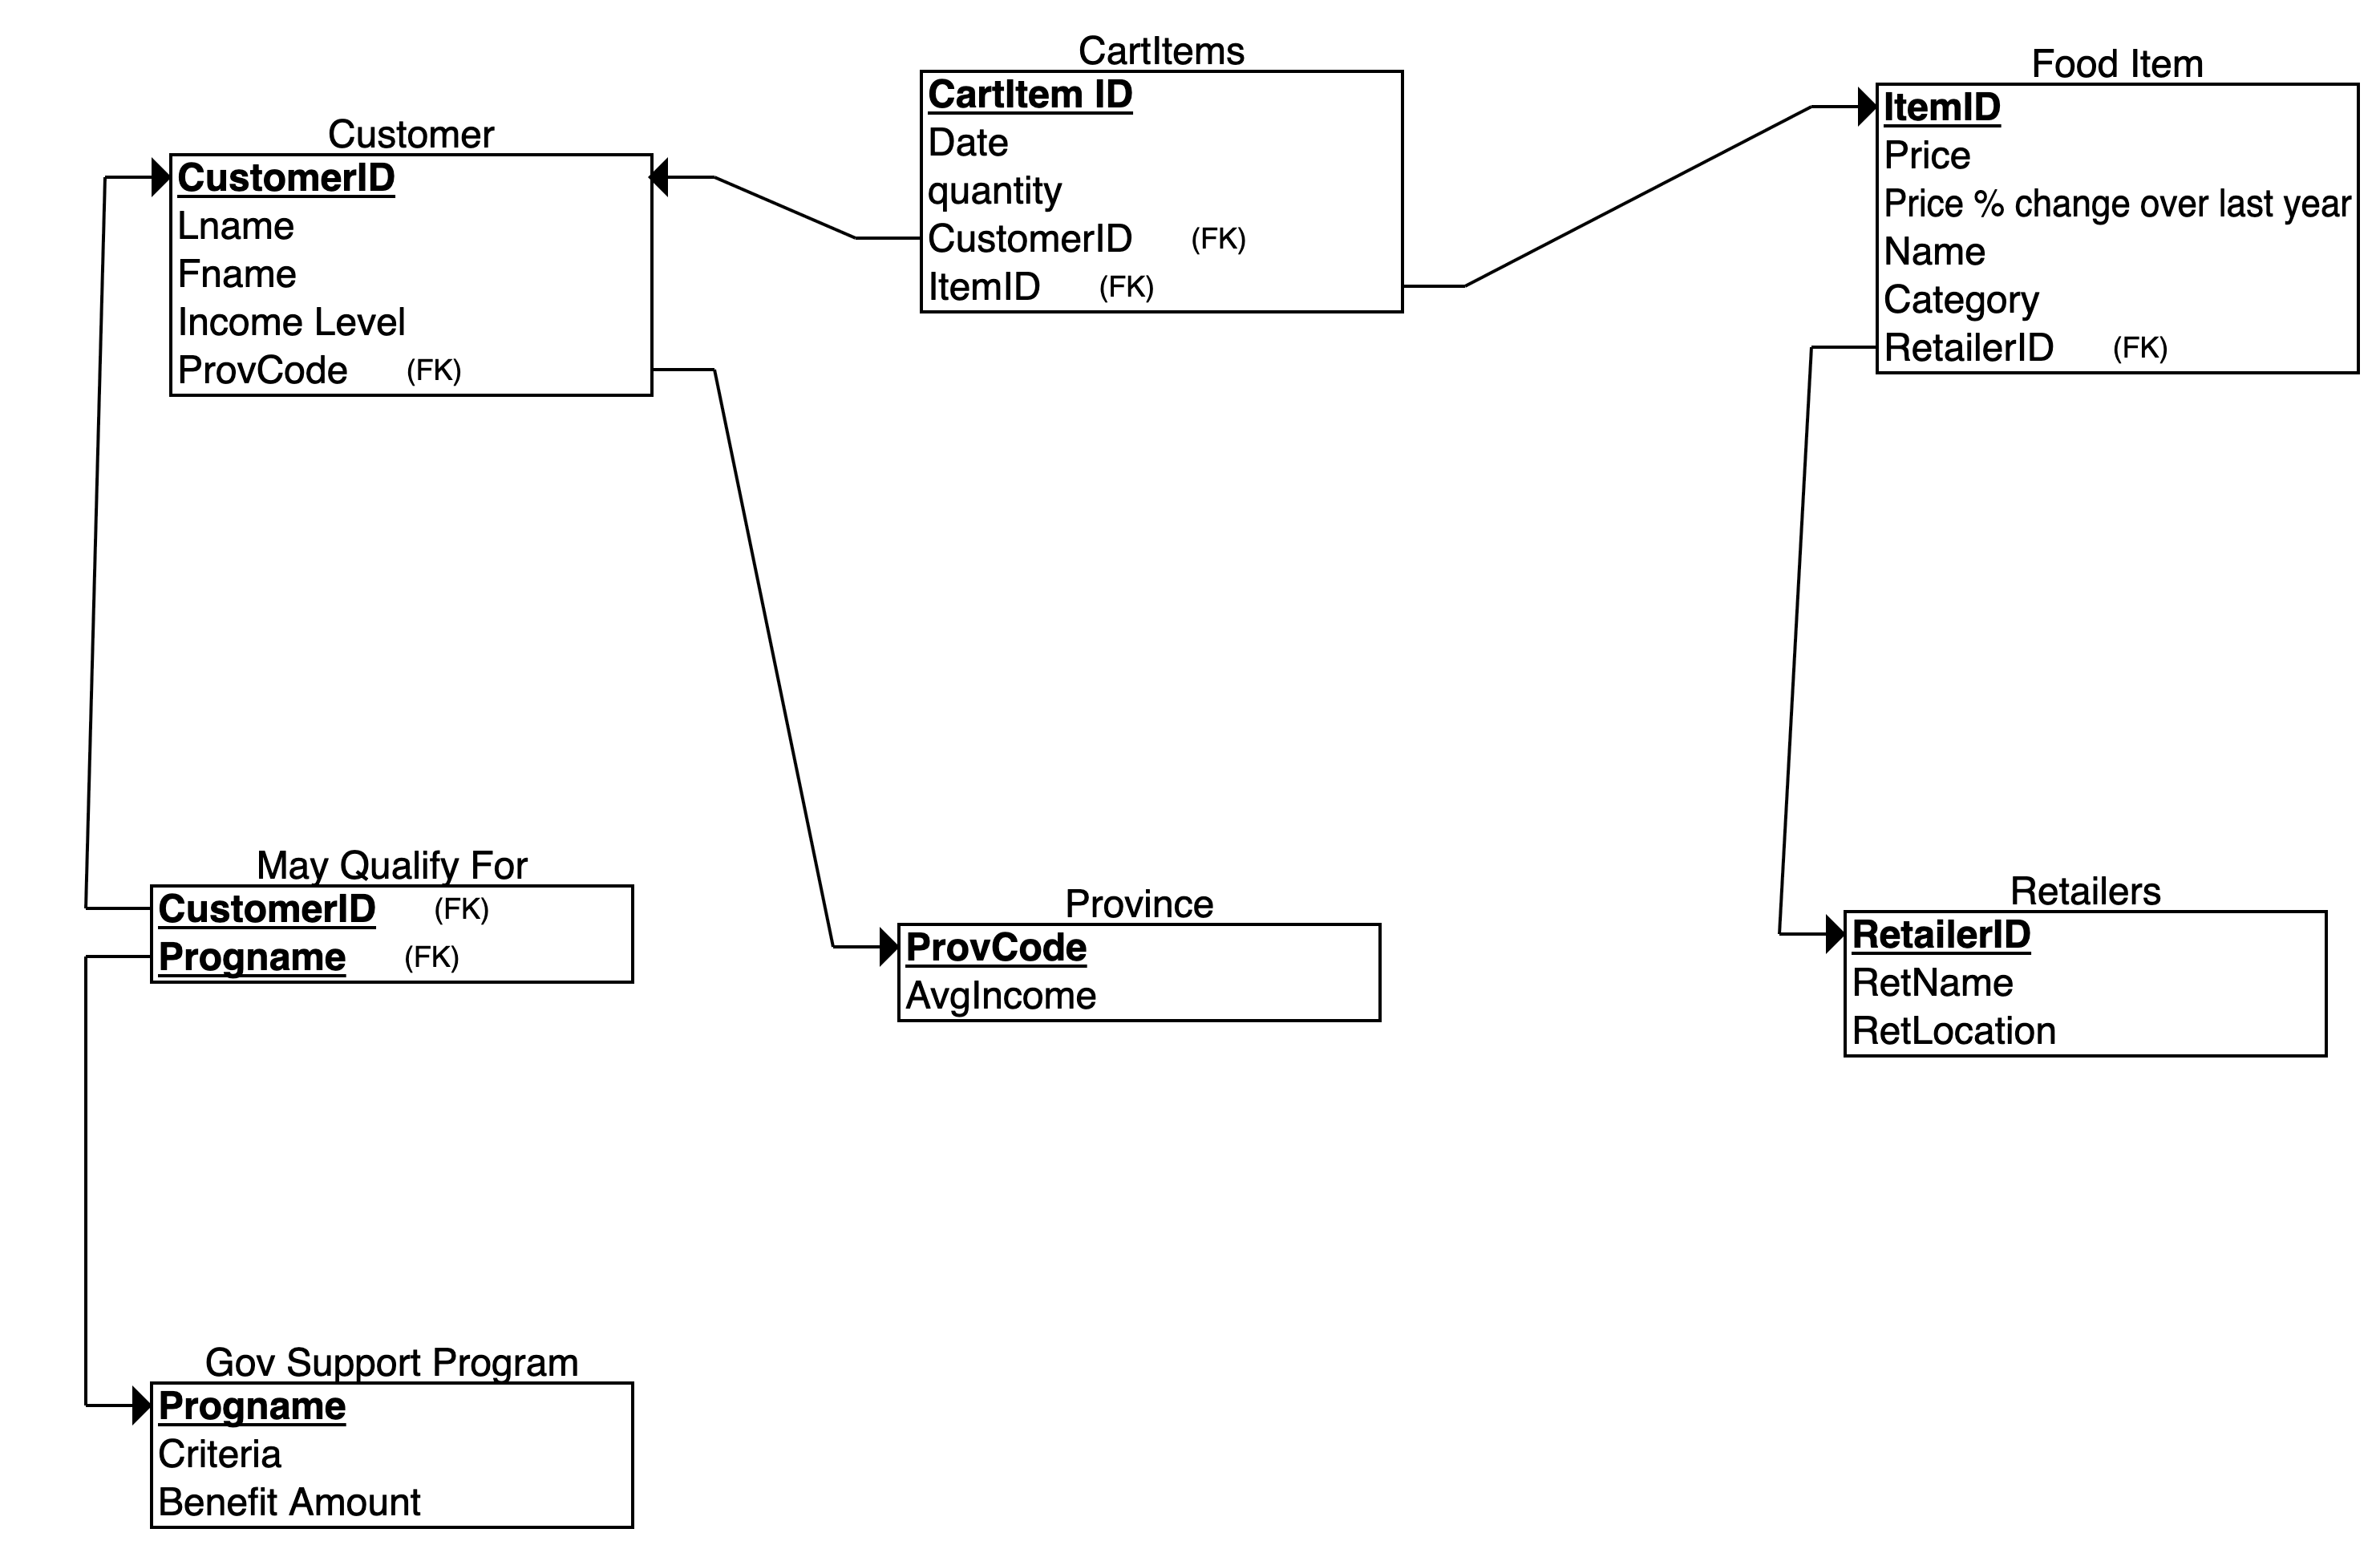 Customer
CustomerID
Lname
Fname
Income Level
ProvCode (FK)
CartItems
CartItem ID
Date
quantity
CustomerID (FK)
ItemID (FK)
Food Item
ItemID
Price
Price % change over last year
Name
Category
RetailerID (FK)
May Qualify For
CustomerID (FK)
Progname (FK)
Province
ProvCode
AvgIncome
Retailers
RetailerID
RetName
RetLocation
Gov Support Program
Progname
Criteria
Benefit Amount